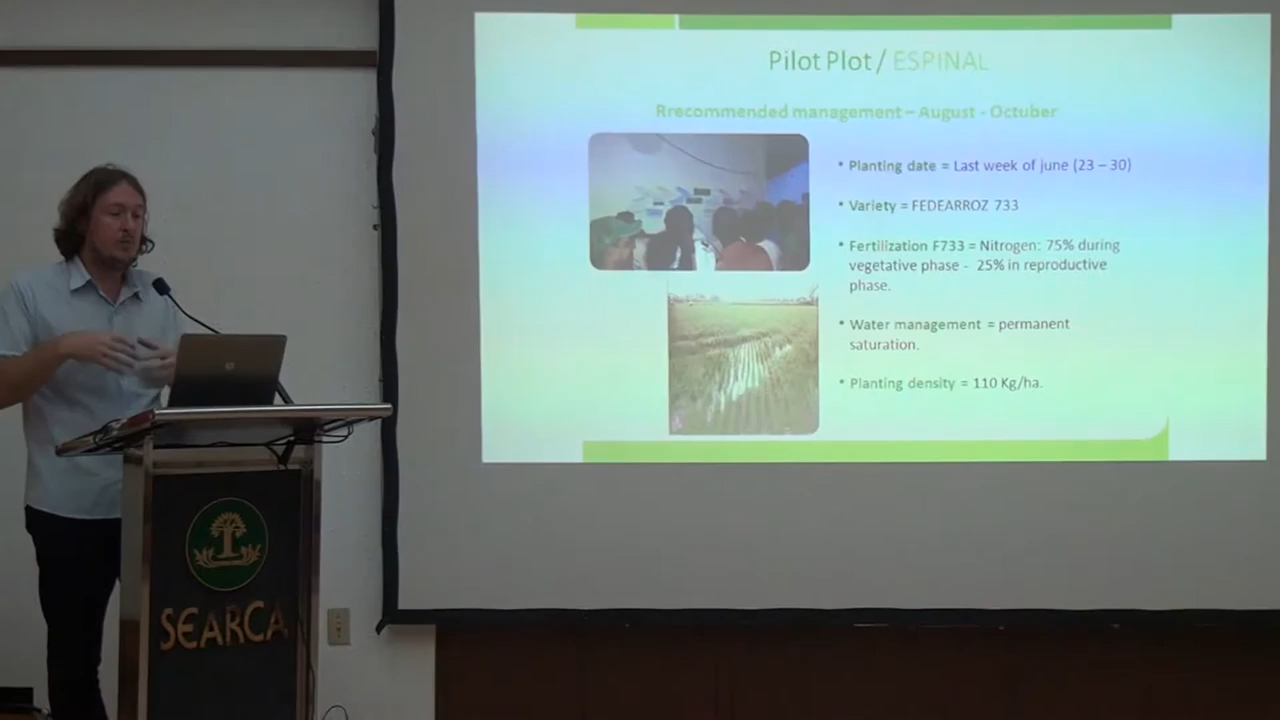 Pilot Plot / ESPINAL
Rrecommended management – August - Octuber
* Planting date = Last week of june (23 – 30)
* Variety = FEDEARROZ 733
* Fertilization F733 = Nitrogen: 75% during
vegetative phase - 25% in reproductive
phase.
* Water management = permanent
saturation.
* Planting density = 110 Kg/ha.
SEARCA